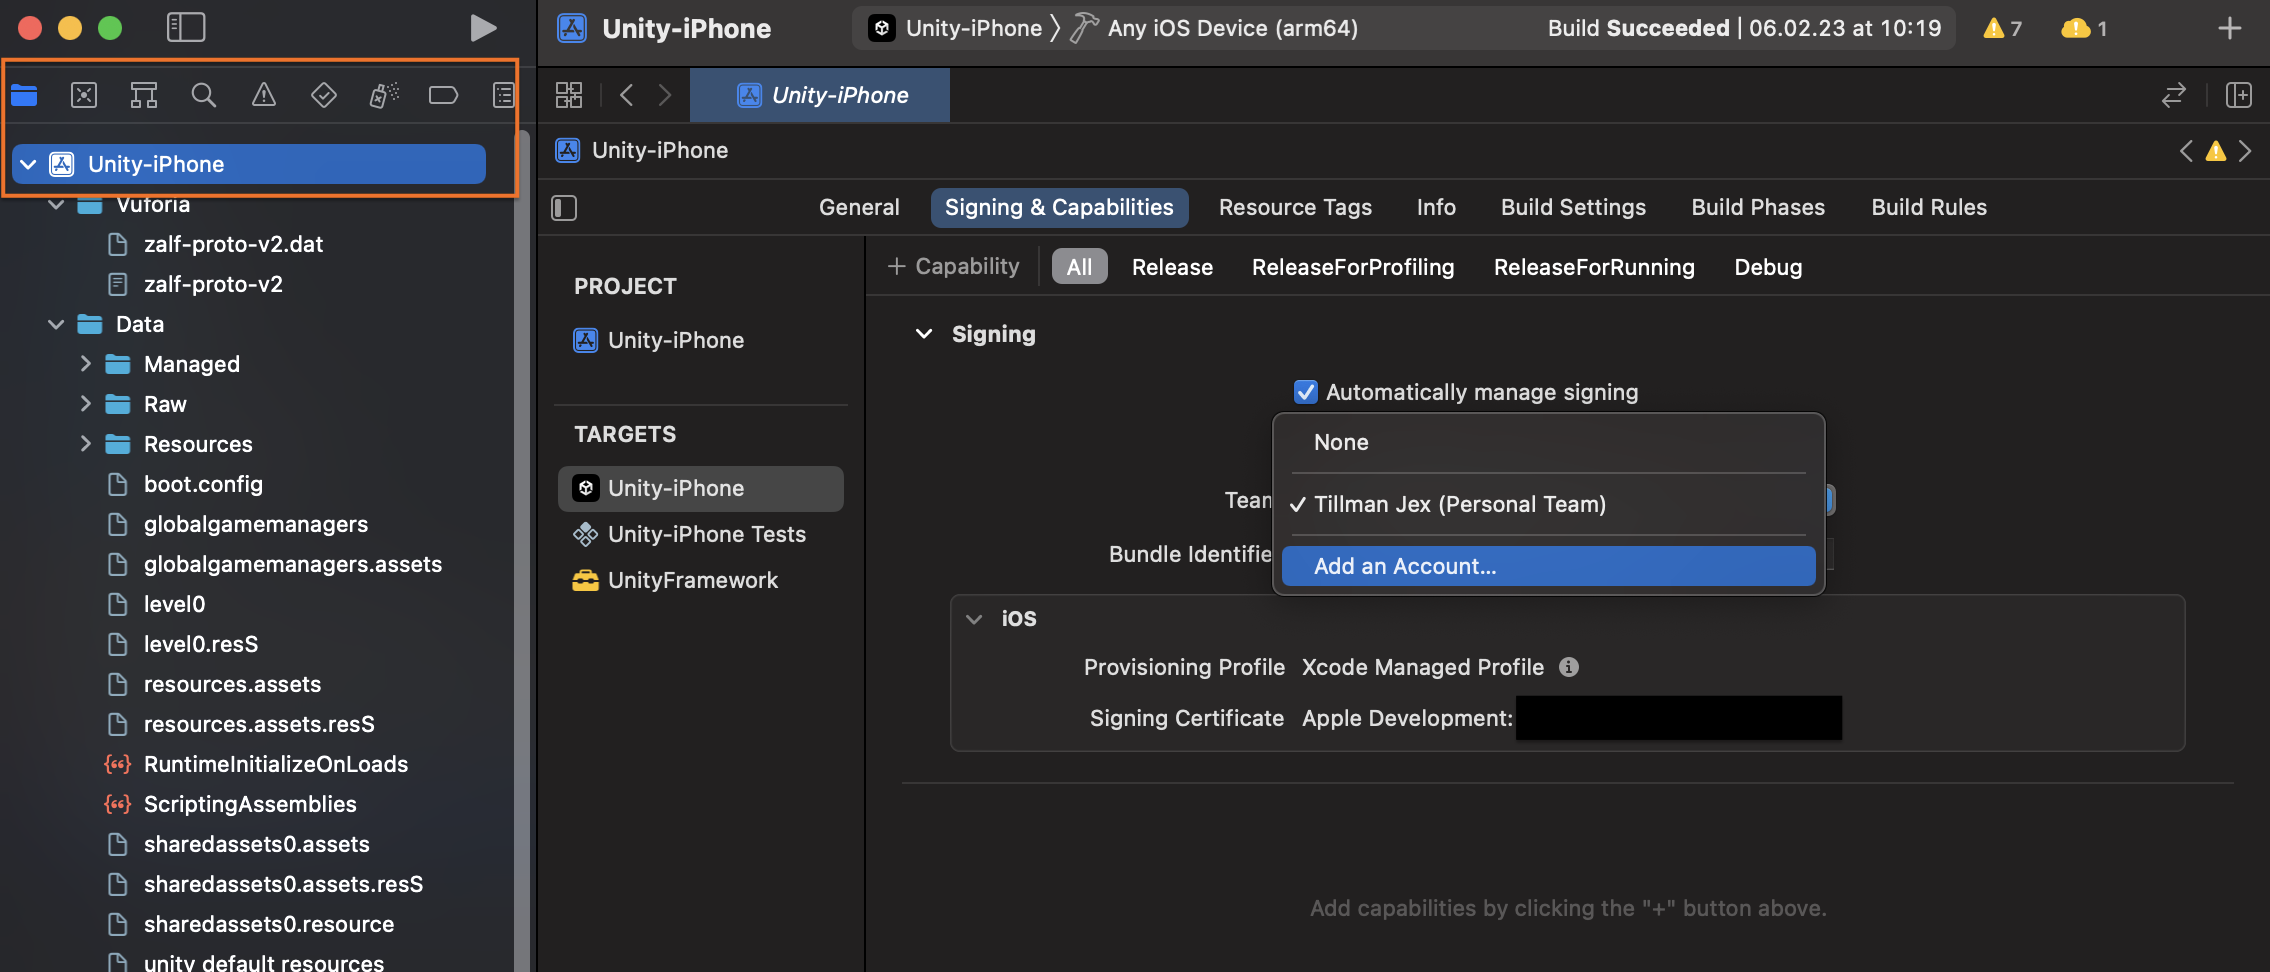 Unity-iPhone
Unity-iPhone
Any iOS Device (arm64)
Build Succeeded | 06.02.23 at 10:19
7
1
Unity-iPhone
Unity-iPhone
Unity-iPhone
General
Signing & Capabilities
Resource Tags
Info
Build Settings
Build Phases
Build Rules
Vuforia
zalf-proto-v2.dat
zalf-proto-v2
Data
Managed
Raw
Resources
boot.config
globalgamemanagers
globalgamemanagers.assets
level0
level0.resS
resources.assets
resources.assets.resS
RuntimeInitializeOnLoads
ScriptingAssemblies
sharedassets0.assets
sharedassets0.assets.resS
sharedassets0.resource
unity default resources
PROJECT
Unity-iPhone
TARGETS
Unity-iPhone
Unity-iPhone Tests
UnityFramework
+ Capability
All
Release
ReleaseForProfiling
ReleaseForRunning
Debug
Signing
Automatically manage signing
None
Team
✓ Tillman Jex (Personal Team)
Bundle Identifie
Add an Account...
iOS
Provisioning Profile
Xcode Managed Profile
Signing Certificate
Apple Development:
Add capabilities by clicking the "+" button above.